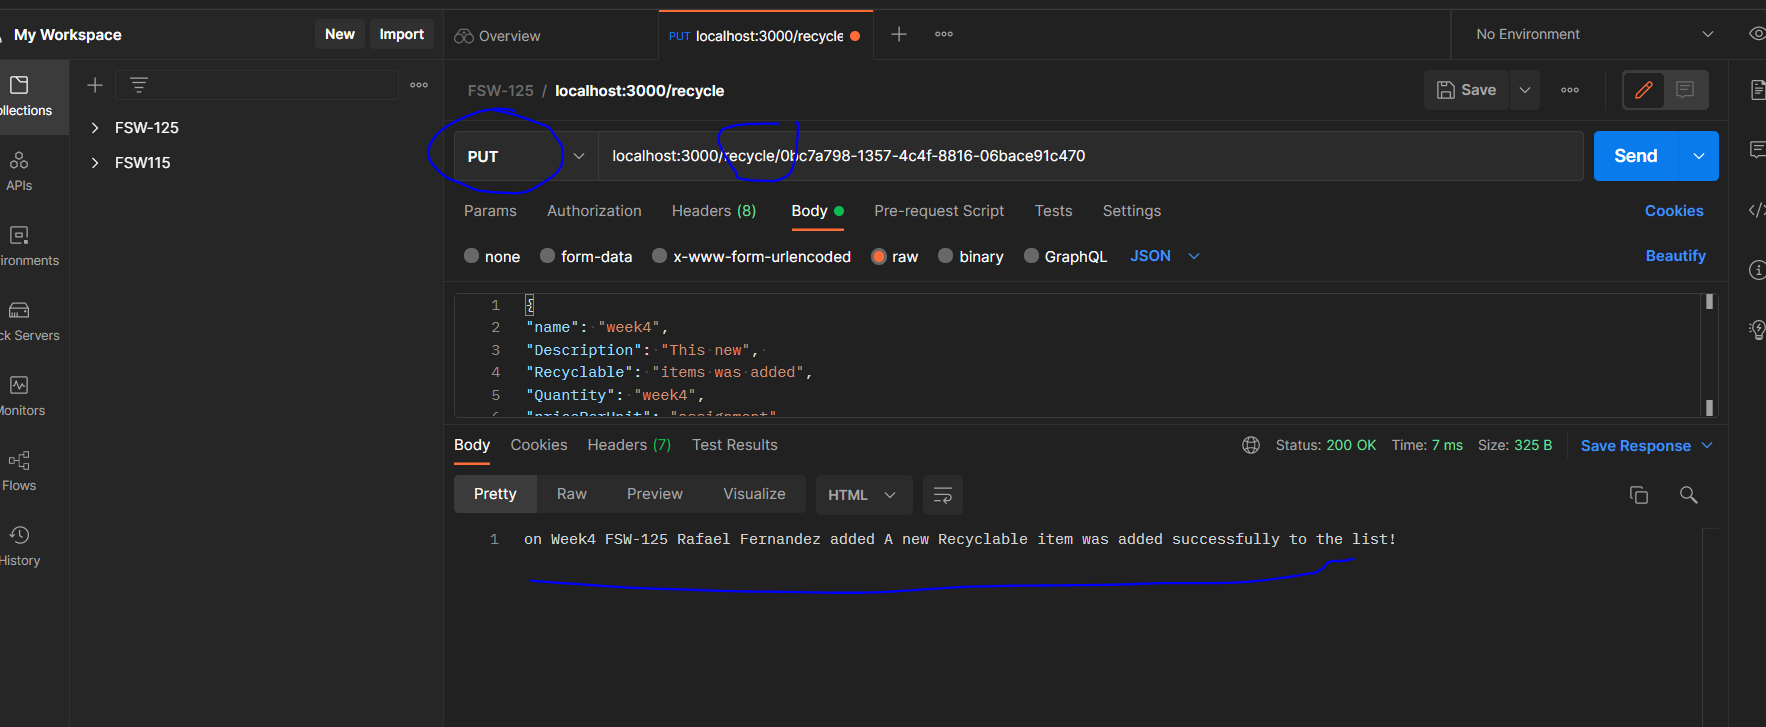 My Workspace
New
Import
Overview
PUT localhost:3000/recycle
No Environment
ollections
APIs
ironments
ck Servers
Monitors
Flows
History
FSW-125
FSW115
FSW-125 / localhost:3000/recycle
Save
PUT
localhost:3000/recycle/0bc7a798-1357-4c4f-8816-06bace91c470
Send
Params Authorization Headers (8) Body Pre-request Script Tests Settings Cookies
none form-data x-www-form-urlencoded raw binary GraphQL JSON Beautify
1 {
2 "name": "week4",
3 "Description": "This new",
4 "Recyclable": "items was added",
5 "Quantity": "week4",
6 "pricePerUnit": "assignment"
Body Cookies Headers (7) Test Results Status: 200 OK Time: 7 ms Size: 325 B Save Response
Pretty Raw Preview Visualize HTML
1 on Week4 FSW-125 Rafael Fernandez added A new Recyclable item was added successfully to the list!